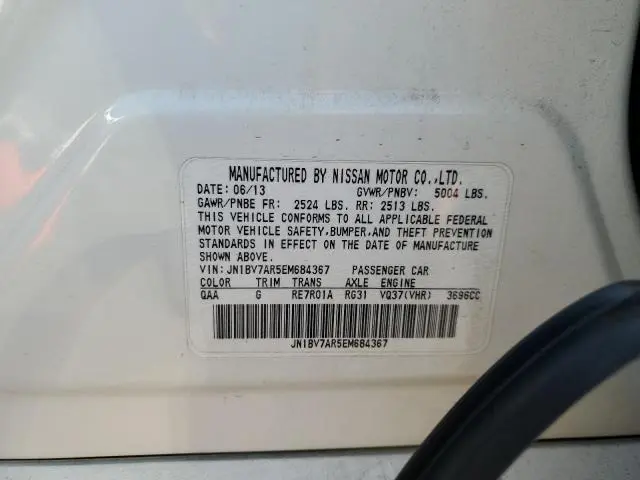 MANUFACTURED BY NISSAN MOTOR CO.,LTD.
DATE: 06/13 GVWR/PNBV: 5004 LBS.
GAWR/PNBE FR: 2524 LBS. RR: 2513 LBS.
THIS VEHICLE CONFORMS TO ALL APPLICABLE FEDERAL
MOTOR VEHICLE SAFETY,BUMPER,AND THEFT PREVENTION
STANDARDS IN EFFECT ON THE DATE OF MANUFACTURE
SHOWN ABOVE.
VIN: JN1BV7AR5EM684367 PASSENGER CAR
COLOR TRIM TRANS AXLE ENGINE
QAA G RE7R01A RG31 VQ37(VHR) 3696CC
JN1BV7AR5EM684367